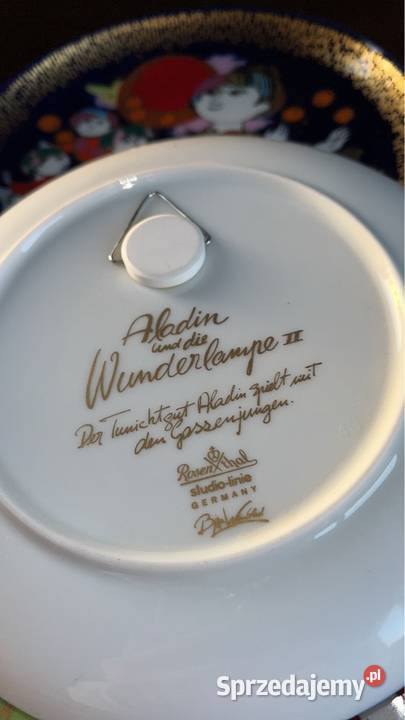 Aladin
und die
Wunderlampe II
Der Tunichtgut Aladin spielt mit
den Gassenjungen.
Rosenthal
studio-linie
GERMANY
Sprzedajemy.pl